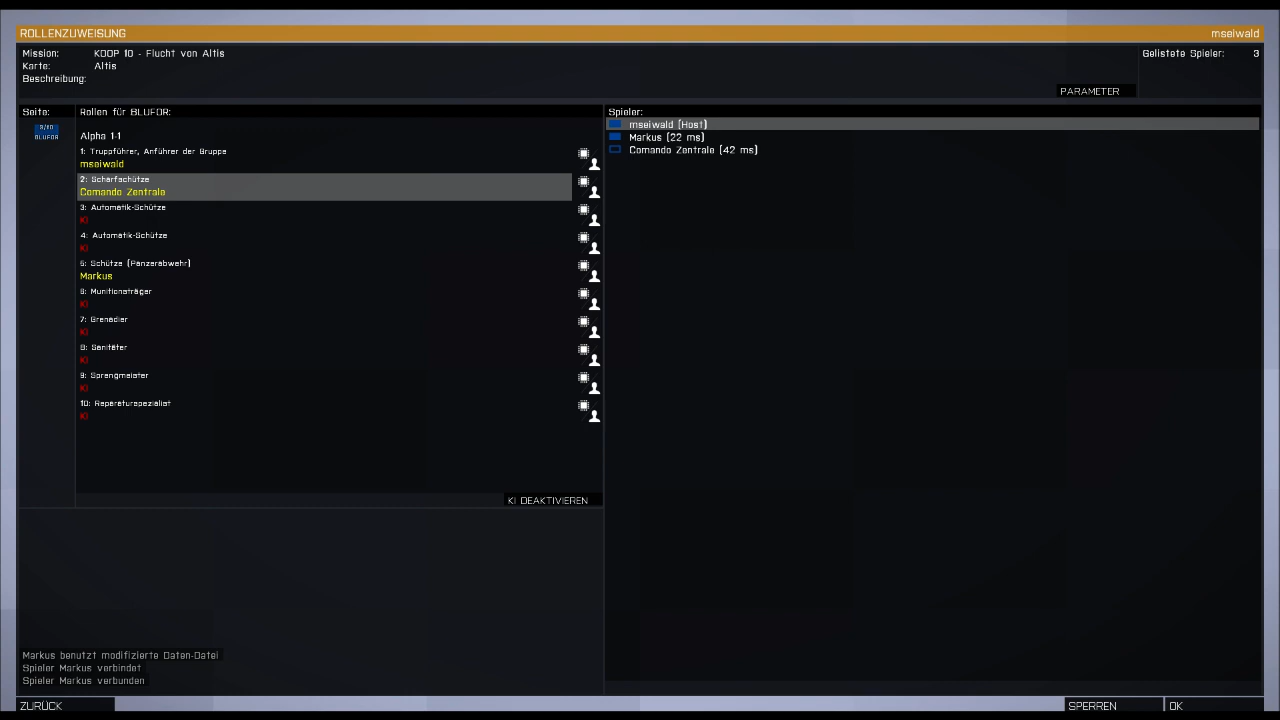 ROLLENZUWEISUNG
mseiwald
Mission: KOOP 10 - Flucht von Altis
Gelistete Spieler: 3
Karte: Altis
Beschreibung:
PARAMETER
Seite:
Rollen für BLUFOR:
Spieler:
3/10
BLUFOR
Alpha 1-1
1: Truppführer, Anführer der Gruppe
mseiwald
2: Scharfschütze
Comando Zentrale
3: Automatik-Schütze
KI
4: Automatik-Schütze
KI
5: Schütze (Panzerabwehr)
Markus
6: Munitionsträger
KI
7: Grenadier
KI
8: Sanitäter
KI
9: Sprengmeister
KI
10: Reparaturspezialist
KI
mseiwald (Host)
Markus (22 ms)
Comando Zentrale (42 ms)
KI DEAKTIVIEREN
Markus benutzt modifizierte Daten-Datei
Spieler Markus verbindet
Spieler Markus verbunden
ZURÜCK
SPERREN
OK